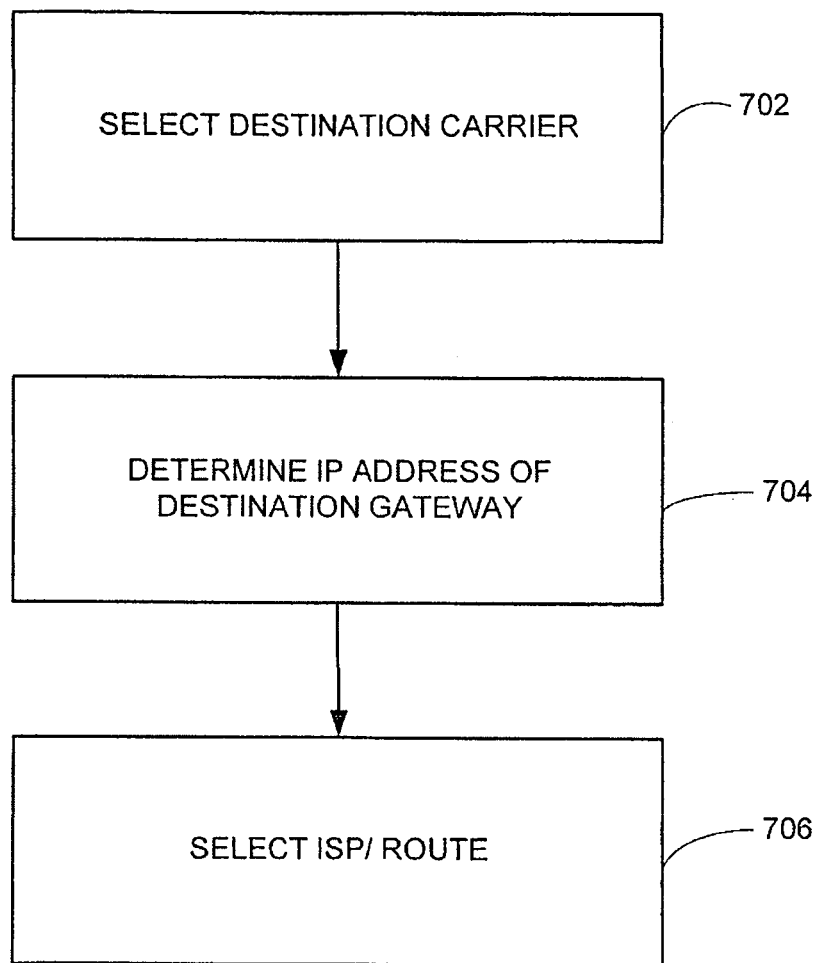 SELECT DESTINATION CARRIER
702
DETERMINE IP ADDRESS OF
DESTINATION GATEWAY
704
SELECT ISP/ ROUTE
706